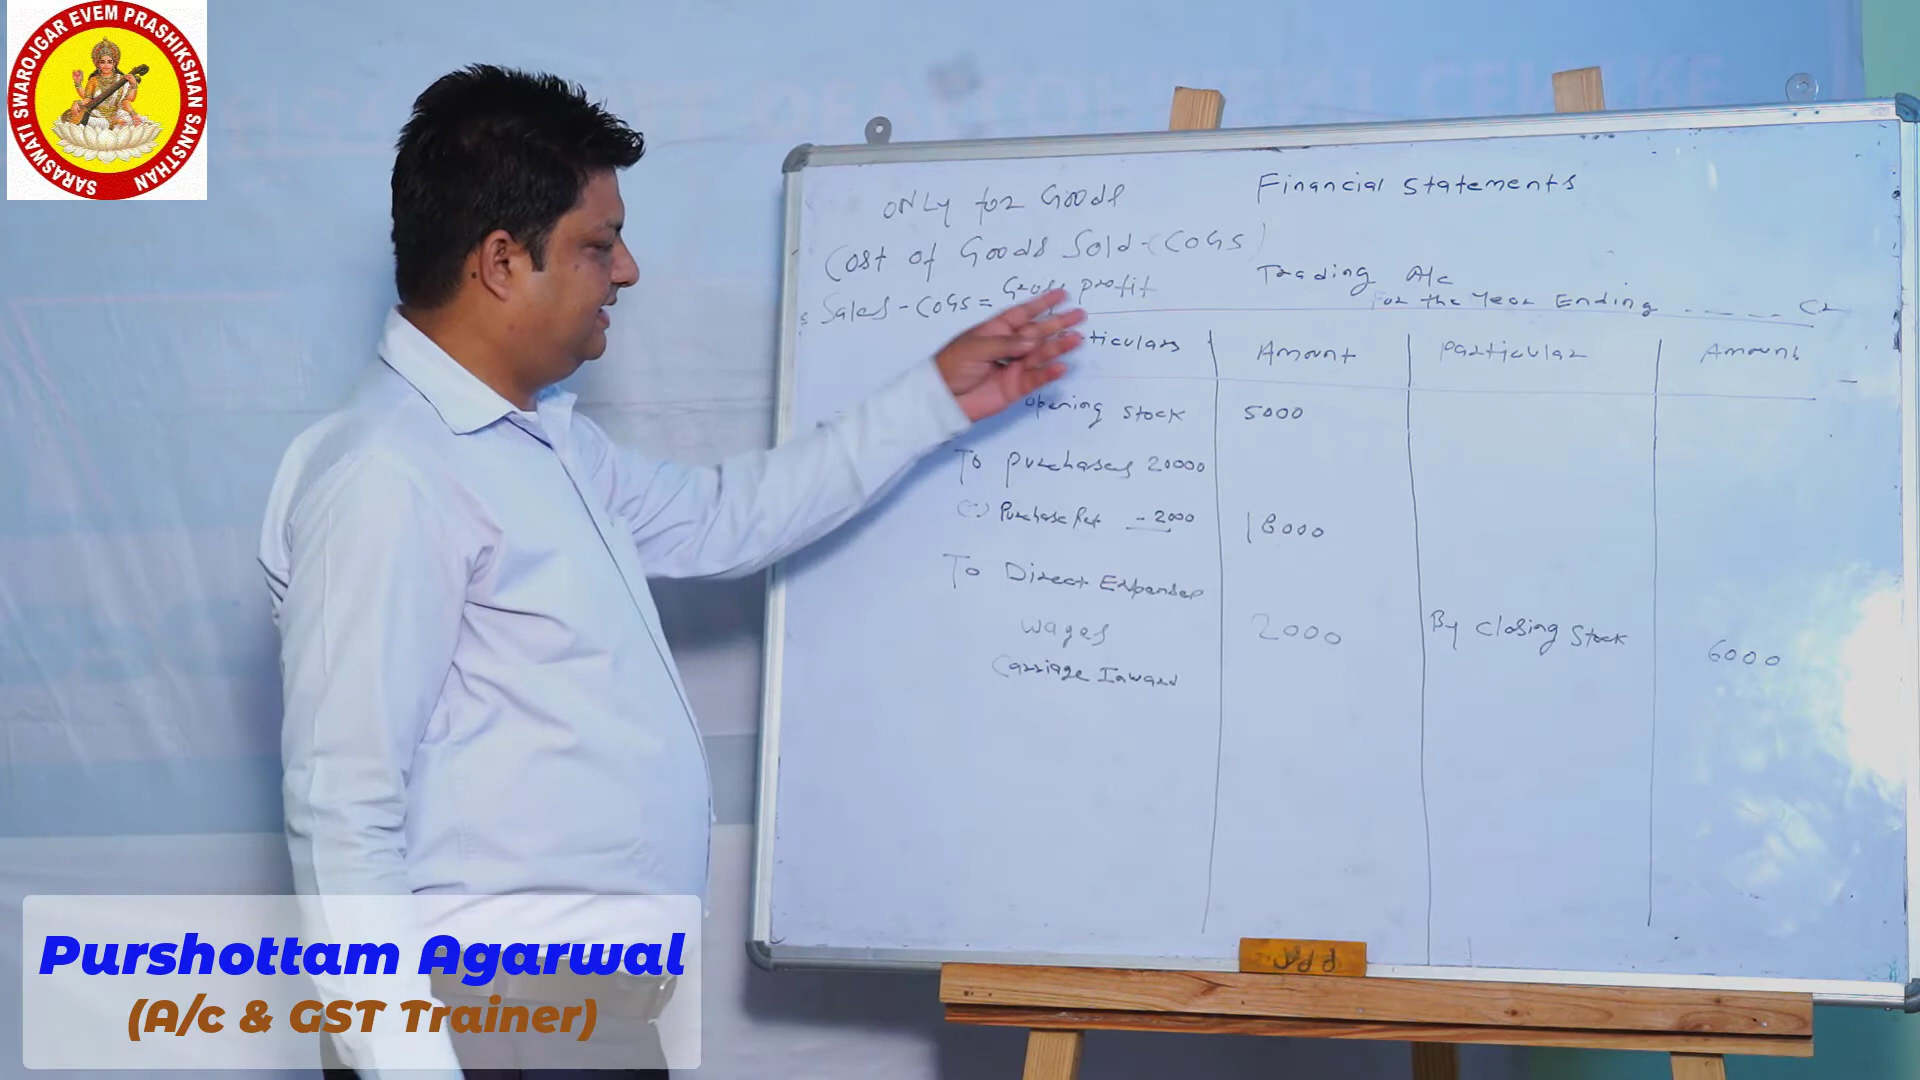 SARASWATI SWAROJGAR EVEM PRASHIKSHAN SANSTHAN
ONLY for Goods
Financial Statements
Cost of Goods Sold - (COGS)
Sales - COGS = Gross profit
Trading A/c
For the Year Ending ----- Cr
ticulars Amount Particular Amount
opening Stock 5000
To Purchases 20000
(-) Purchase Ret - 2000 18000
To Direct Expenses
wages 2000 By Closing Stock 6000
Carriage Inward
Purshottam Agarwal
(A/c & GST Trainer)